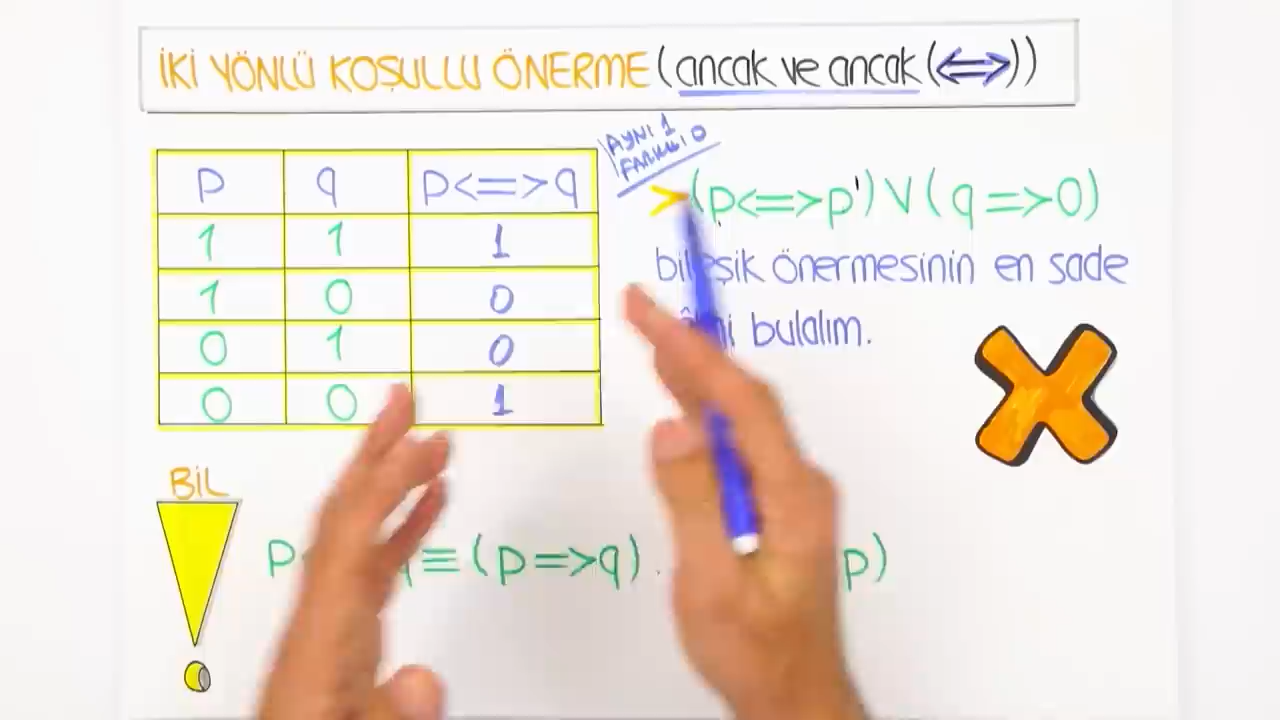 İKİ YÖNLÜ KOŞULLU ÖNERME (ancak ve ancak (<=>))
AYNI 1
FARKLI 0
p q p<=>q
1 1 1
1 0 0
0 1 0
0 0 1
>(p<=>p')V(q=>0)
bileşik önermesinin en sade
bulalım.
BİL
p q≡(p=>q) p)